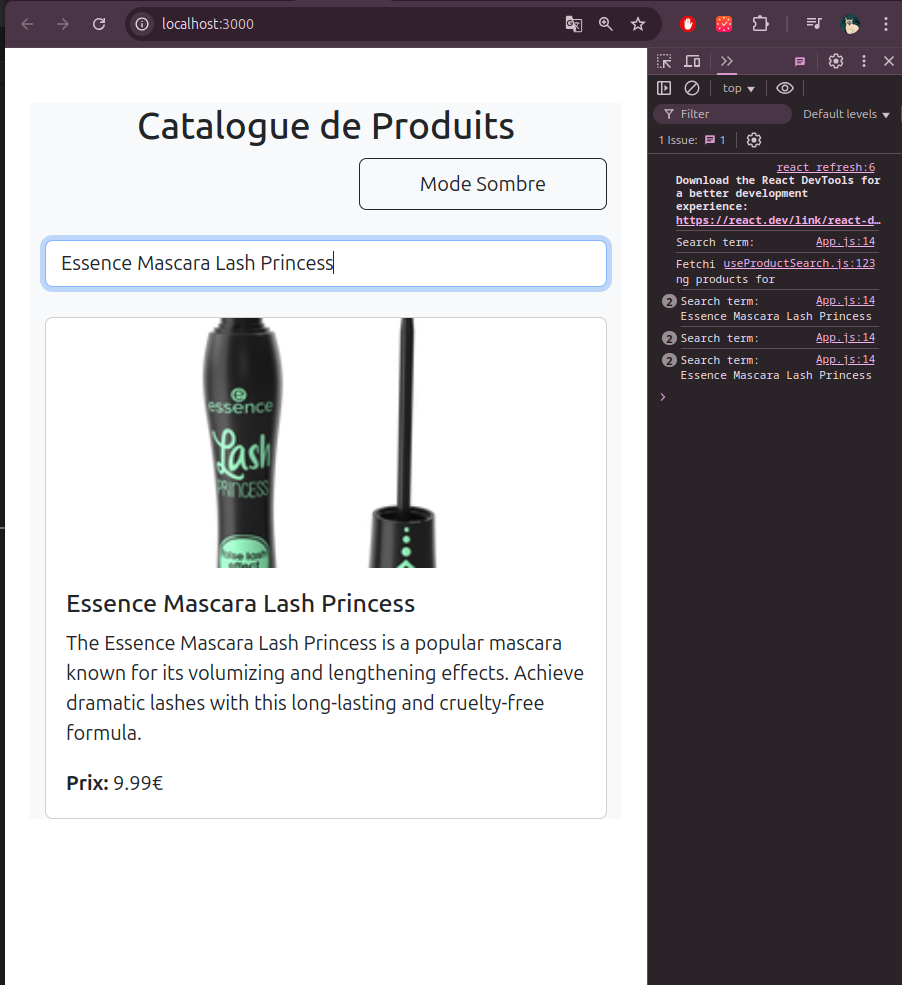 localhost:3000
top
Filter
Default levels
1 Issue:
1
Catalogue de Produits
Mode Sombre
Essence Mascara Lash Princess
essence
Lash
PRINCESS
false lash
effect
Essence Mascara Lash Princess
The Essence Mascara Lash Princess is a popular mascara
known for its volumizing and lengthening effects. Achieve
dramatic lashes with this long-lasting and cruelty-free
formula.
Prix: 9.99€
react refresh:6
Download the React DevTools for
a better development
experience:
https://react.dev/link/react-d…
Search term: App.js:14
Fetchi useProductSearch.js:123
ng products for
2 Search term: App.js:14
Essence Mascara Lash Princess
2 Search term: App.js:14
2 Search term: App.js:14
Essence Mascara Lash Princess